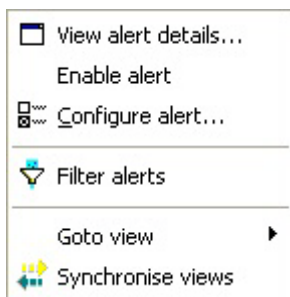 View alert details...
Enable alert
Configure alert...
Filter alerts
Goto view
Synchronise views